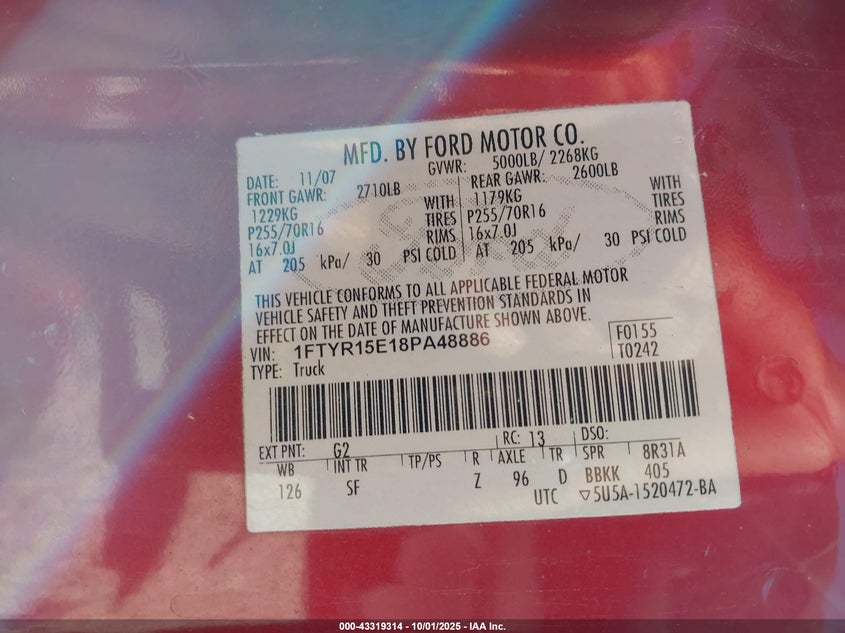 MFD. BY FORD MOTOR CO.
DATE: 11/07 GVWR: 5000LB/ 2268KG
FRONT GAWR: 2710LB REAR GAWR: 2600LB
1229KG WITH 1179KG WITH
P255/70R16 TIRES P255/70R16 TIRES
16x7.0J RIMS 16x7.0J RIMS
AT 205 kPa/ 30 PSI COLD AT 205 kPa/ 30 PSI COLD
Ford
THIS VEHICLE CONFORMS TO ALL APPLICABLE FEDERAL MOTOR
VEHICLE SAFETY AND THEFT PREVENTION STANDARDS IN
EFFECT ON THE DATE OF MANUFACTURE SHOWN ABOVE.
VIN: 1FTYR15E18PA48886 F0155
TYPE: Truck T0242
EXT PNT: G2 RC: 13 DSO:
WB INT TR TP/PS R AXLE TR SPR 8R31A
126 SF Z 96 D BBKK 405
UTC ▽5U5A-1520472-BA
000-43319314 - 10/01/2025 - IAA Inc.